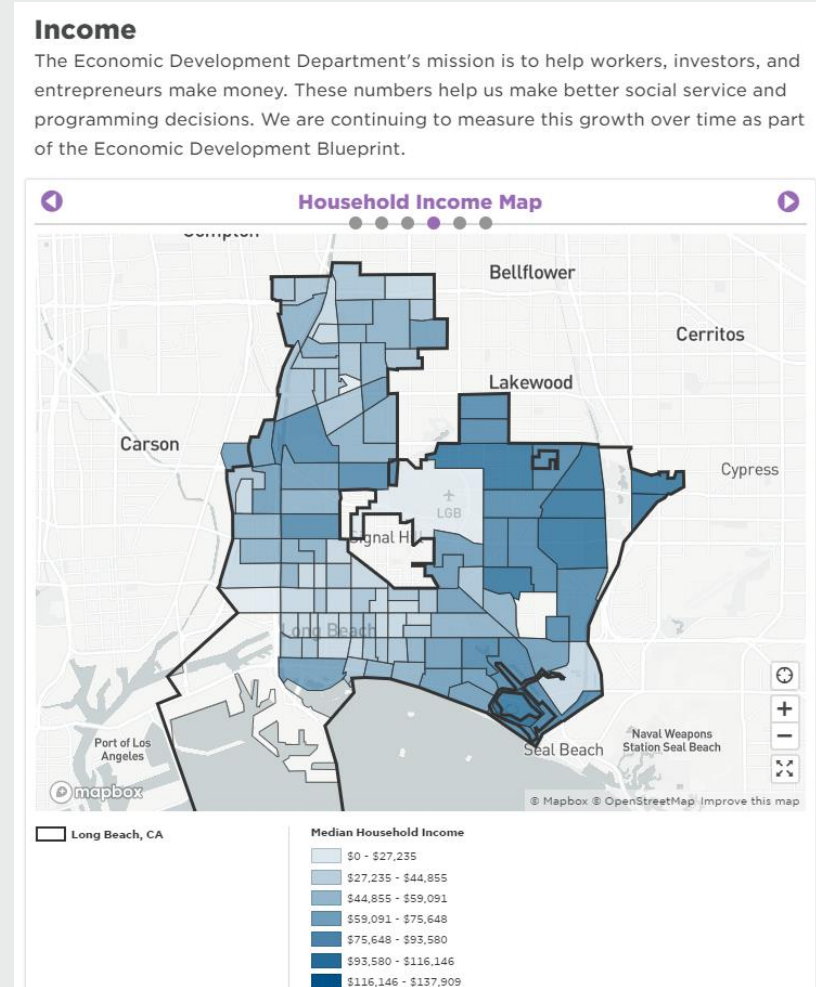 Income
The Economic Development Department's mission is to help workers, investors, and
entrepreneurs make money. These numbers help us make better social service and
programming decisions. We are continuing to measure this growth over time as part
of the Economic Development Blueprint.
Household Income Map
Bellflower
Cerritos
Lakewood
Carson
Cypress
LGB
Signal Hill
Long Beach
Port of Los
Angeles
Seal Beach
Naval Weapons
Station Seal Beach
mapbox
© Mapbox © OpenStreetMap Improve this map
Long Beach, CA
Median Household Income
$0 - $27,235
$27,235 - $44,855
$44,855 - $59,091
$59,091 - $75,648
$75,648 - $93,580
$93,580 - $116,146
$116,146 - $137,909